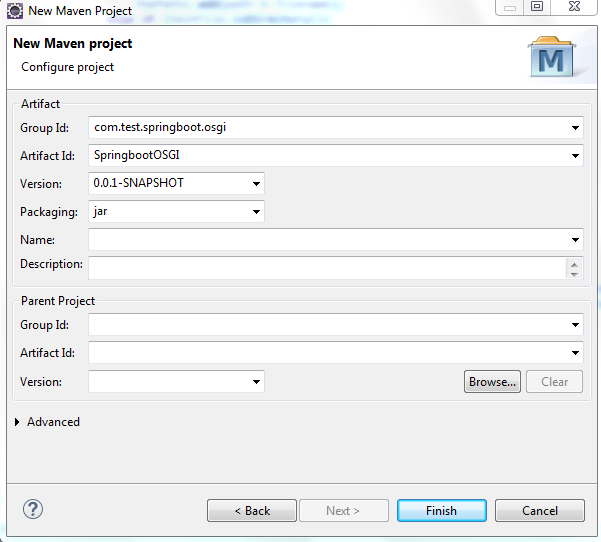 New Maven Project
New Maven project
Configure project
M
Artifact
Group Id: com.test.springboot.osgi
Artifact Id: SpringbootOSGI
Version: 0.0.1-SNAPSHOT
Packaging: jar
Name:
Description:
Parent Project
Group Id:
Artifact Id:
Version: Browse... Clear
Advanced
? < Back Next > Finish Cancel